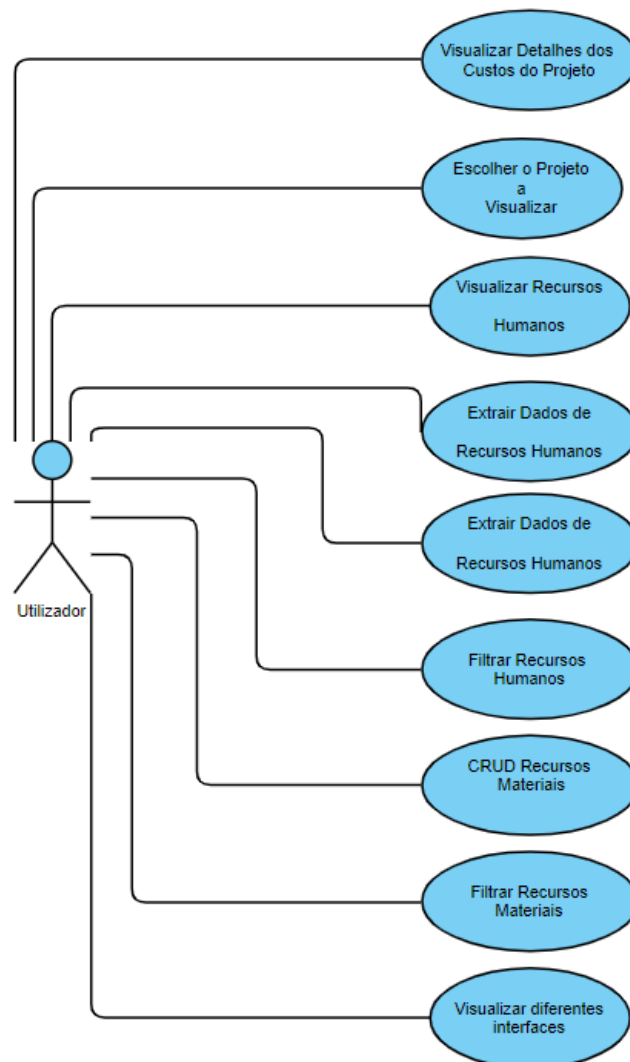 Visualizar Detalhes dos
Custos do Projeto
Escolher o Projeto
a
Visualizar
Visualizar Recursos
Humanos
Extrair Dados de
Recursos Humanos
Extrair Dados de
Recursos Humanos
Utilizador
Filtrar Recursos
Humanos
CRUD Recursos
Materiais
Filtrar Recursos
Materiais
Visualizar diferentes
interfaces